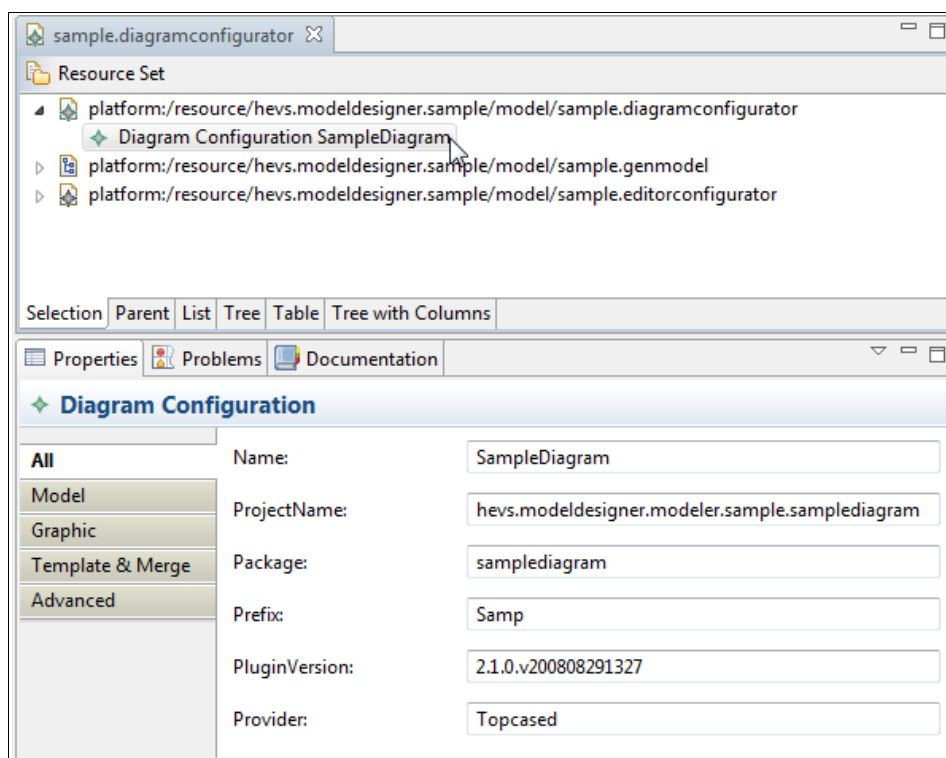 sample.diagramconfigurator
Resource Set
platform:/resource/hevs.modeldesigner.sample/model/sample.diagramconfigurator
Diagram Configuration SampleDiagram
platform:/resource/hevs.modeldesigner.sample/model/sample.genmodel
platform:/resource/hevs.modeldesigner.sample/model/sample.editorconfigurator
Selection Parent List Tree Table Tree with Columns
Properties Problems Documentation
Diagram Configuration
All
Model
Graphic
Template & Merge
Advanced
Name: SampleDiagram
ProjectName: hevs.modeldesigner.modeler.sample.samplediagram
Package: samplediagram
Prefix: Samp
PluginVersion: 2.1.0.v200808291327
Provider: Topcased